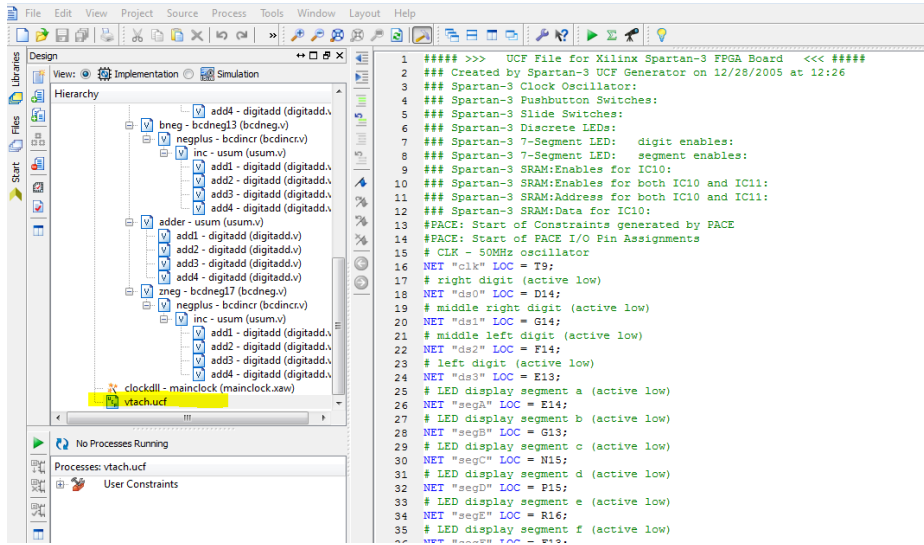 File Edit View Project Source Process Tools Window Layout Help
Design
View: Implementation Simulation
Hierarchy
add4 - digitadd (digitadd.v
bneg - bcdneg13 (bcdneg.v)
negplus - bcdincr (bcdincr.v)
inc - usum (usum.v)
add1 - digitadd (digitadd.v
add2 - digitadd (digitadd.v
add3 - digitadd (digitadd.v
add4 - digitadd (digitadd.v
adder - usum (usum.v)
add1 - digitadd (digitadd.v)
add2 - digitadd (digitadd.v)
add3 - digitadd (digitadd.v)
add4 - digitadd (digitadd.v)
zneg - bcdneg17 (bcdneg.v)
negplus - bcdincr (bcdincr.v)
inc - usum (usum.v)
add1 - digitadd (digitadd.v
add2 - digitadd (digitadd.v
add3 - digitadd (digitadd.v
add4 - digitadd (digitadd.v
clockdll - mainclock (mainclock.xaw)
vtach.ucf
No Processes Running
Processes: vtach.ucf
User Constraints
Libraries
Files
Start
1 ##### >>> UCF File for Xilinx Spartan-3 FPGA Board <<< #####
2 ### Created by Spartan-3 UCF Generator on 12/28/2005 at 12:26
3 ### Spartan-3 Clock Oscillator:
4 ### Spartan-3 Pushbutton Switches:
5 ### Spartan-3 Slide Switches:
6 ### Spartan-3 Discrete LEDs:
7 ### Spartan-3 7-Segment LED: digit enables:
8 ### Spartan-3 7-Segment LED: segment enables:
9 ### Spartan-3 SRAM:Enables for IC10:
10 ### Spartan-3 SRAM:Enables for both IC10 and IC11:
11 ### Spartan-3 SRAM:Address for both IC10 and IC11:
12 ### Spartan-3 SRAM:Data for IC10:
13 #PACE: Start of Constraints generated by PACE
14 #PACE: Start of PACE I/O Pin Assignments
15 # CLK - 50MHz oscillator
16 NET "clk" LOC = T9;
17 # right digit (active low)
18 NET "ds0" LOC = D14;
19 # middle right digit (active low)
20 NET "ds1" LOC = G14;
21 # middle left digit (active low)
22 NET "ds2" LOC = F14;
23 # left digit (active low)
24 NET "ds3" LOC = E13;
25 # LED display segment a (active low)
26 NET "segA" LOC = E14;
27 # LED display segment b (active low)
28 NET "segB" LOC = G13;
29 # LED display segment c (active low)
30 NET "segC" LOC = N15;
31 # LED display segment d (active low)
32 NET "segD" LOC = P15;
33 # LED display segment e (active low)
34 NET "segE" LOC = R16;
35 # LED display segment f (active low)
36 NET "segF" LOC = F13;